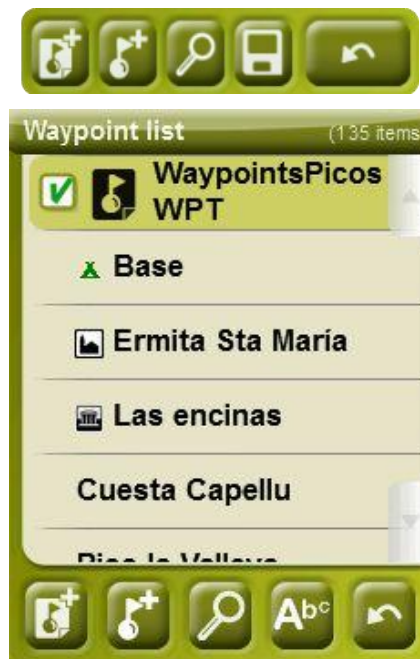 Waypoint list
(135 items
WaypointsPicos
WPT
Base
Ermita Sta María
Las encinas
Cuesta Capellu
Abc